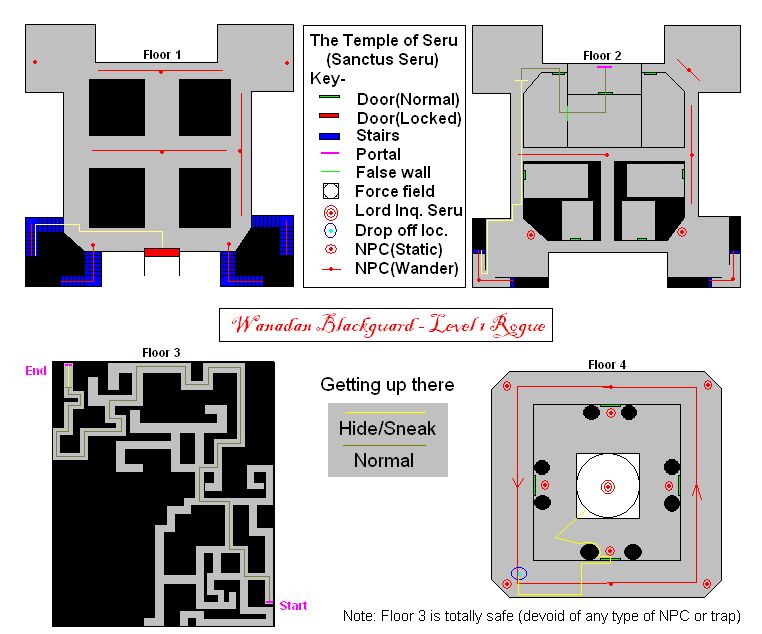 Floor 1
The Temple of Seru
(Sanctus Seru)
Key-
Door(Normal)
Door(Locked)
Stairs
Portal
False wall
Force field
Lord Inq. Seru
Drop off loc.
NPC(Static)
NPC(Wander)
Floor 2
Wanadan Blackguard - Level 1 Rogue
Floor 3
End
Start
Getting up there
Hide/Sneak
Normal
Floor 4
Note: Floor 3 is totally safe (devoid of any type of NPC or trap)